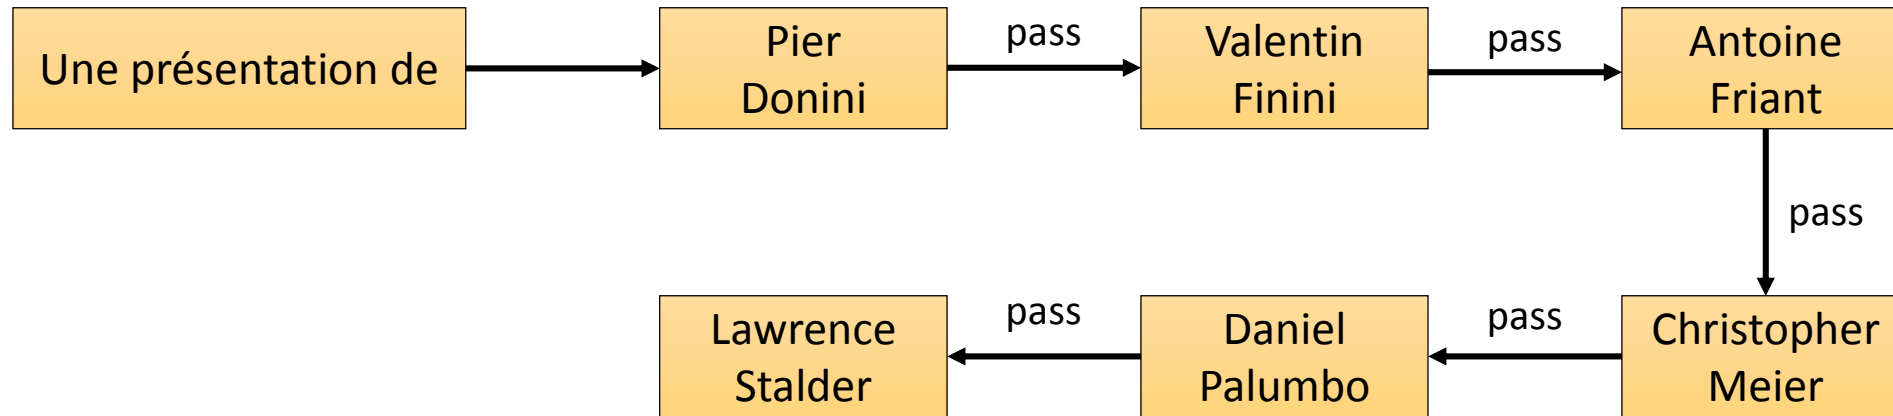 Une présentation de
Pier
Donini
pass
Valentin
Finini
pass
Antoine
Friant
pass
Christopher
Meier
pass
Daniel
Palumbo
pass
Lawrence
Stalder